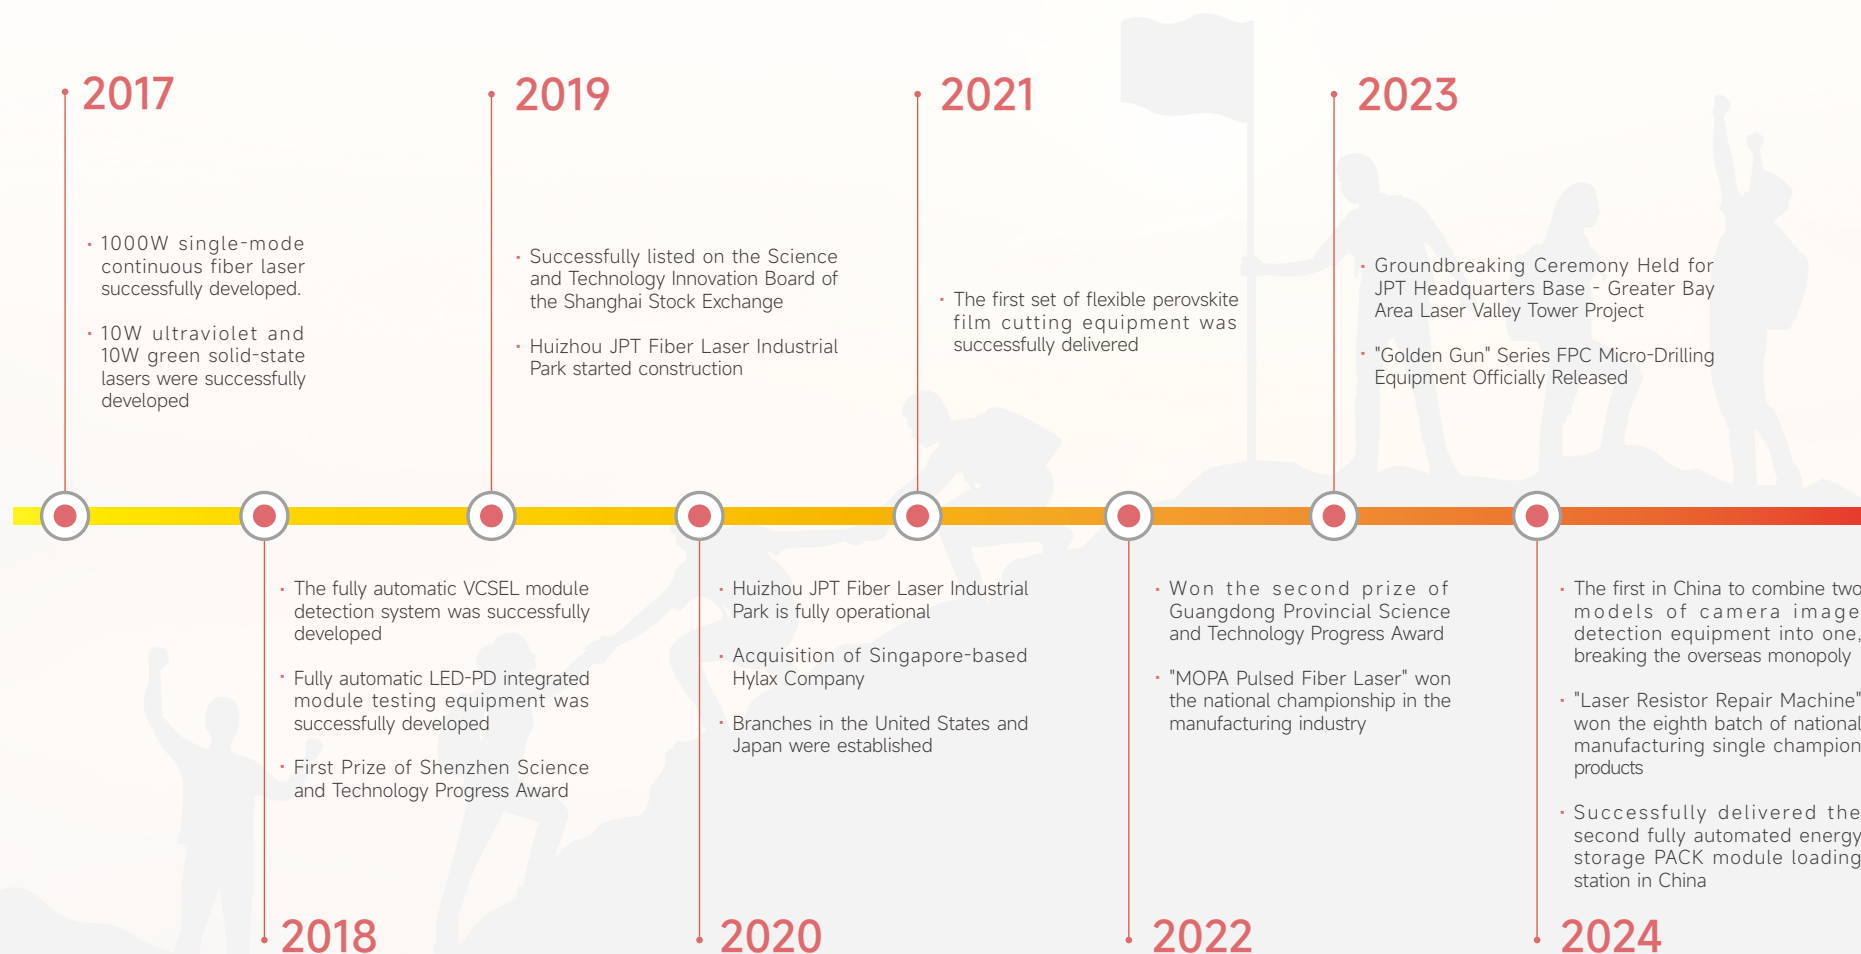 2017
· 1000W single-mode
continuous fiber laser
successfully developed.
· 10W ultraviolet and
10W green solid-state
lasers were successfully
developed
2019
· Successfully listed on the Science
and Technology Innovation Board of
the Shanghai Stock Exchange
· Huizhou JPT Fiber Laser Industrial
Park started construction
2021
· The first set of flexible perovskite
film cutting equipment was
successfully delivered
2023
· Groundbreaking Ceremony Held for
JPT Headquarters Base - Greater Bay
Area Laser Valley Tower Project
· "Golden Gun" Series FPC Micro-Drilling
Equipment Officially Released
· The fully automatic VCSEL module
detection system was successfully
developed
· Fully automatic LED-PD integrated
module testing equipment was
successfully developed
· First Prize of Shenzhen Science
and Technology Progress Award
2018
· Huizhou JPT Fiber Laser Industrial
Park is fully operational
· Acquisition of Singapore-based
Hylax Company
· Branches in the United States and
Japan were established
2020
· Won the second prize of
Guangdong Provincial Science
and Technology Progress Award
· "MOPA Pulsed Fiber Laser" won
the national championship in the
manufacturing industry
2022
· The first in China to combine two
models of camera image
detection equipment into one,
breaking the overseas monopoly
· "Laser Resistor Repair Machine"
won the eighth batch of national
manufacturing single champion
products
· Successfully delivered the
second fully automated energy
storage PACK module loading
station in China
2024